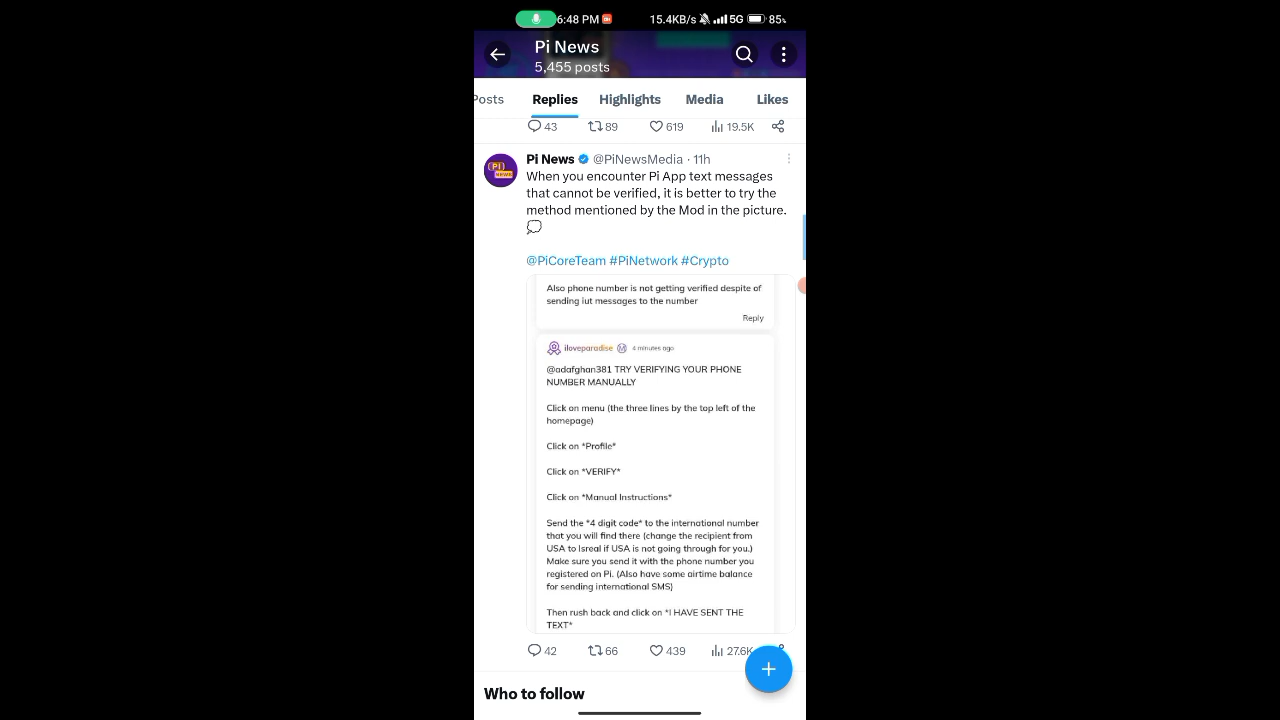 6:48 PM 15.4KB/s 5G 85%
Pi News
5,455 posts
Posts Replies Highlights Media Likes
43 89 619 19.5K
Pi News @PiNewsMedia · 11h
When you encounter Pi App text messages
that cannot be verified, it is better to try the
method mentioned by the Mod in the picture.
@PiCoreTeam #PiNetwork #Crypto
Also phone number is not getting verified despite of
sending iut messages to the number
Reply
iloveparadise M 4 minutes ago
@adafghan381 TRY VERIFYING YOUR PHONE
NUMBER MANUALLY
Click on menu (the three lines by the top left of the
homepage)
Click on *Profile*
Click on *VERIFY*
Click on *Manual Instructions*
Send the *4 digit code* to the international number
that you will find there (change the recipient from
USA to Isreal if USA is not going through for you.)
Make sure you send it with the phone number you
registered on Pi. (Also have some airtime balance
for sending international SMS)
Then rush back and click on *I HAVE SENT THE
TEXT*
42 66 439 27.6K
Who to follow